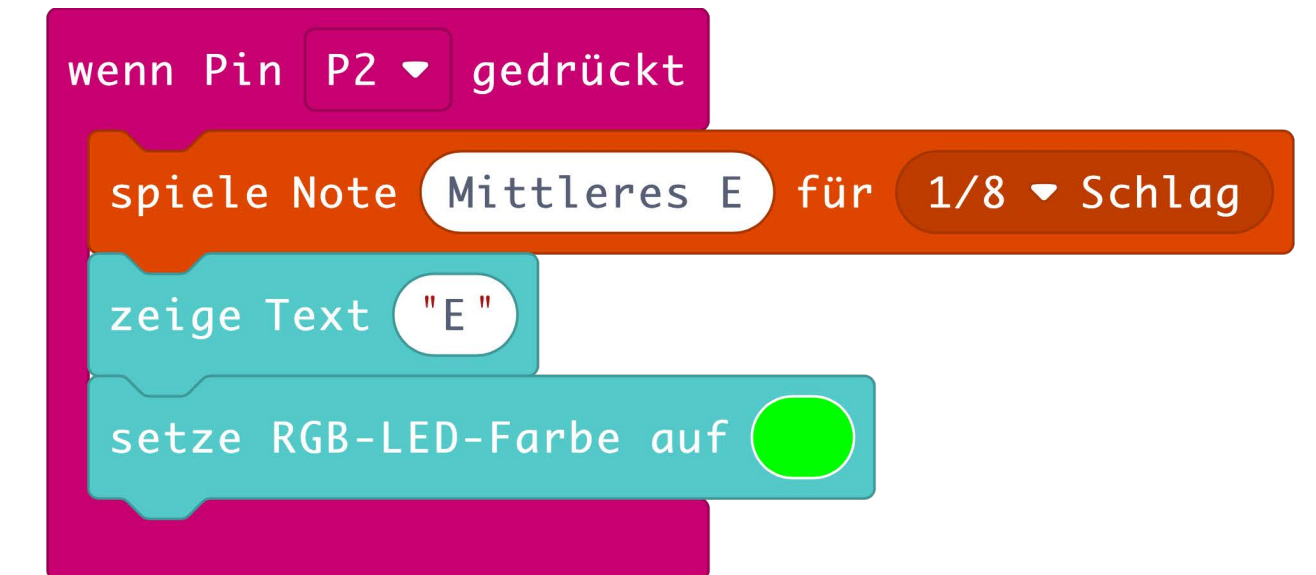 wenn Pin P2 gedrückt
spiele Note Mittleres E für 1/8 Schlag
zeige Text "E"
setze RGB-LED-Farbe auf